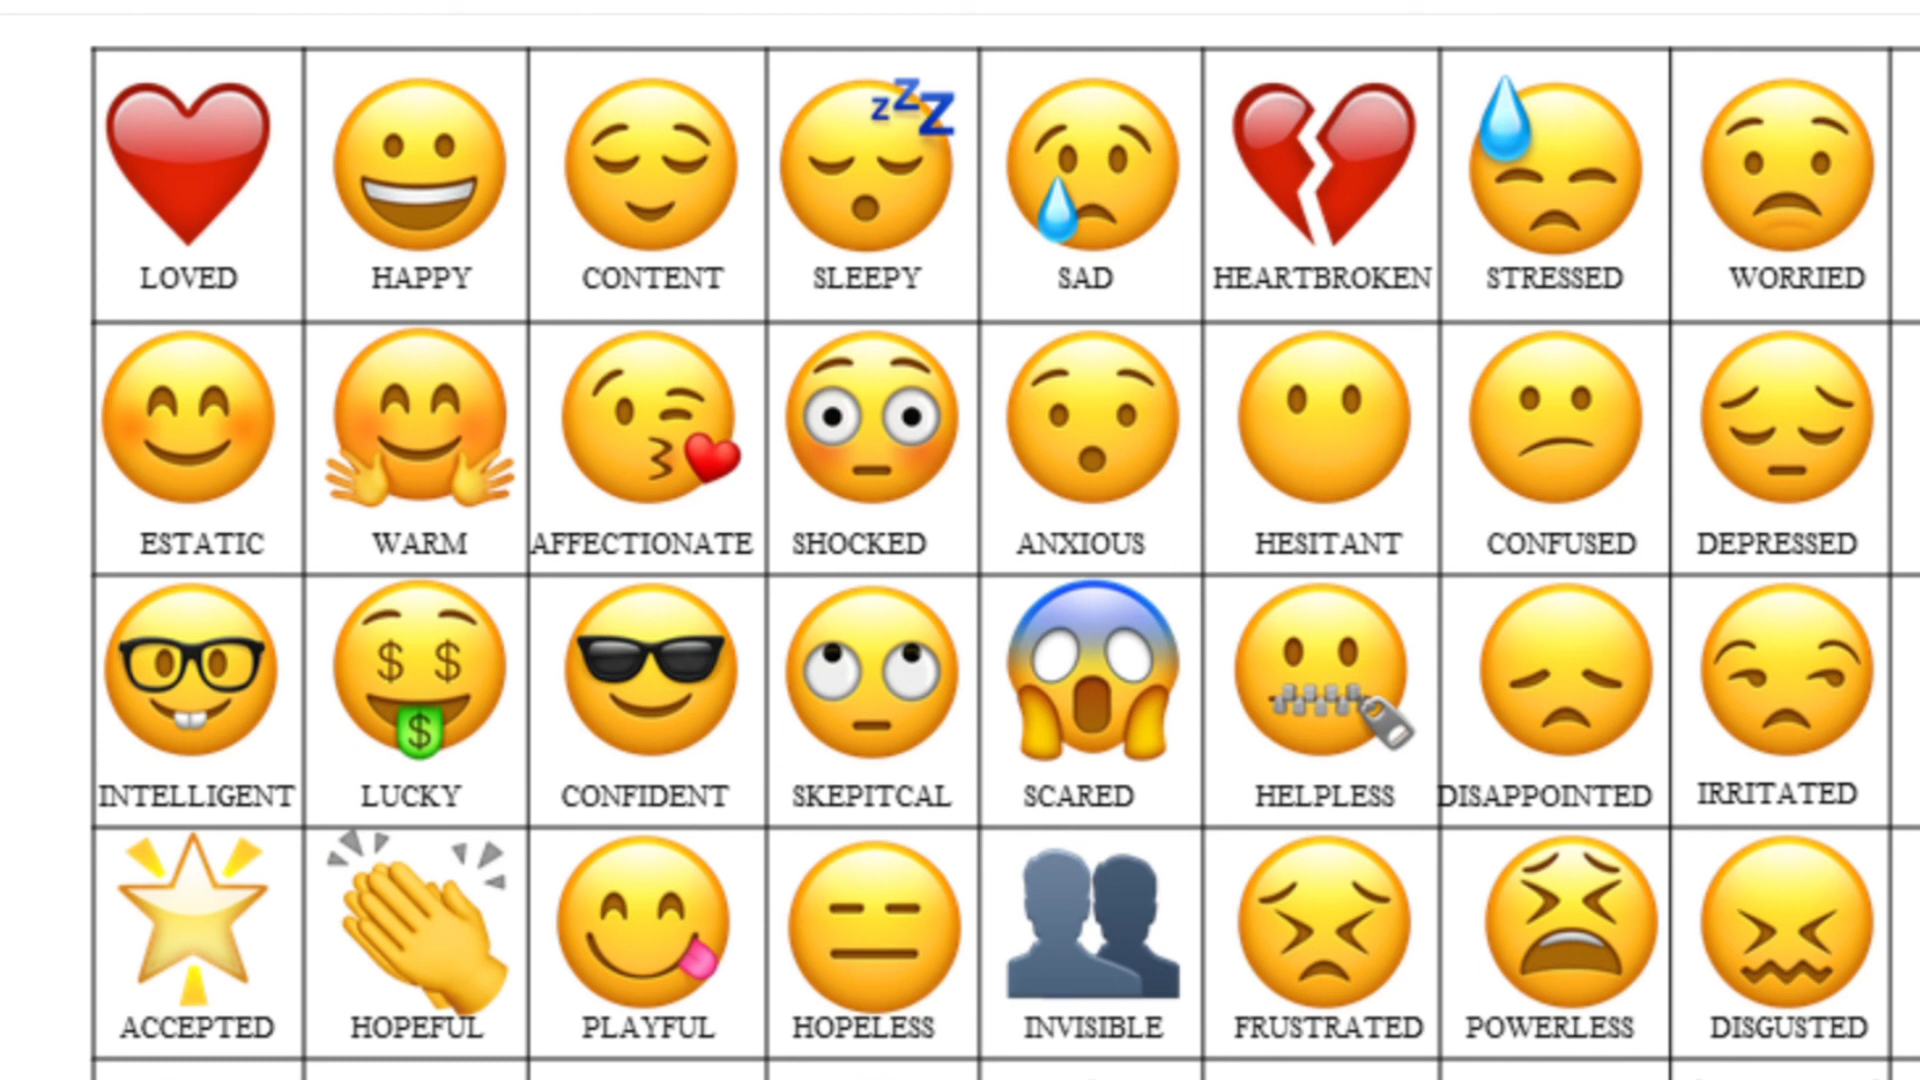 LOVED HAPPY CONTENT SLEEPY SAD HEARTBROKEN STRESSED WORRIED
ESTATIC WARM AFFECTIONATE SHOCKED ANXIOUS HESITANT CONFUSED DEPRESSED
INTELLIGENT LUCKY CONFIDENT SKEPITCAL SCARED HELPLESS DISAPPOINTED IRRITATED
ACCEPTED HOPEFUL PLAYFUL HOPELESS INVISIBLE FRUSTRATED POWERLESS DISGUSTED